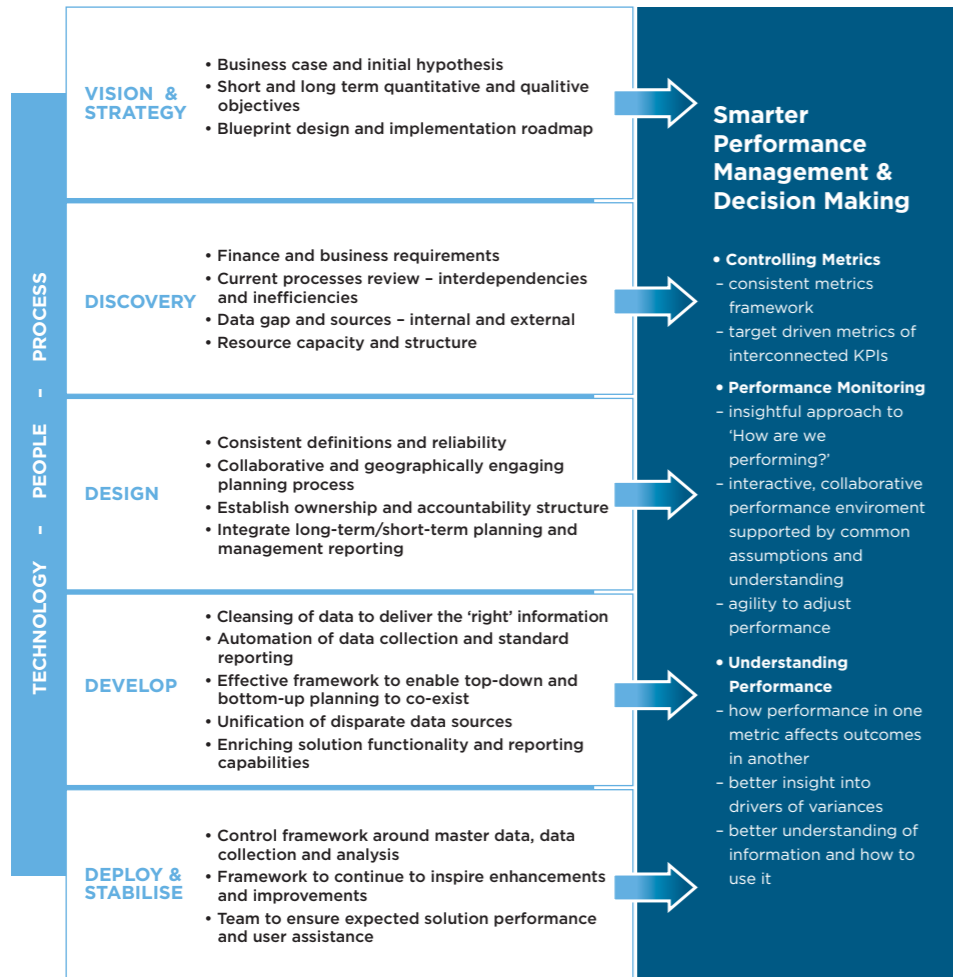 TECHNOLOGY – PEOPLE – PROCESS
VISION &
STRATEGY
• Business case and initial hypothesis
• Short and long term quantitative and qualitive
objectives
• Blueprint design and implementation roadmap
DISCOVERY
• Finance and business requirements
• Current processes review – interdependencies
and inefficiencies
• Data gap and sources – internal and external
• Resource capacity and structure
DESIGN
• Consistent definitions and reliability
• Collaborative and geographically engaging
planning process
• Establish ownership and accountability structure
• Integrate long-term/short-term planning and
management reporting
DEVELOP
• Cleansing of data to deliver the ‘right’ information
• Automation of data collection and standard
reporting
• Effective framework to enable top-down and
bottom-up planning to co-exist
• Unification of disparate data sources
• Enriching solution functionality and reporting
capabilities
DEPLOY &
STABILISE
• Control framework around master data, data
collection and analysis
• Framework to continue to inspire enhancements
and improvements
• Team to ensure expected solution performance
and user assistance
Smarter
Performance
Management &
Decision Making
• Controlling Metrics
– consistent metrics
framework
– target driven metrics of
interconnected KPIs
• Performance Monitoring
– insightful approach to
‘How are we
performing?’
– interactive, collaborative
performance enviroment
supported by common
assumptions and
understanding
– agility to adjust
performance
• Understanding
Performance
– how performance in one
metric affects outcomes
in another
– better insight into
drivers of variances
– better understanding of
information and how to
use it